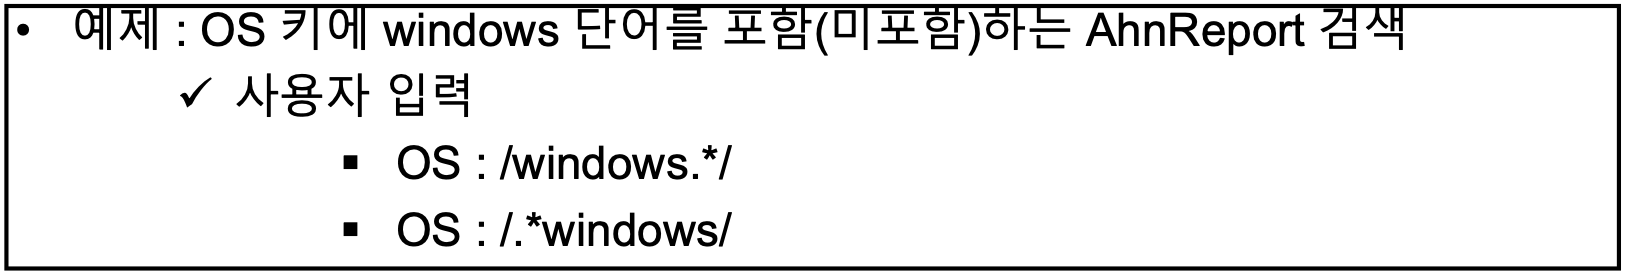 • 예제 : OS 키에 windows 단어를 포함(미포함)하는 AhnReport 검색
✓ 사용자 입력
▪ OS : /windows.*/
▪ OS : /.*windows/